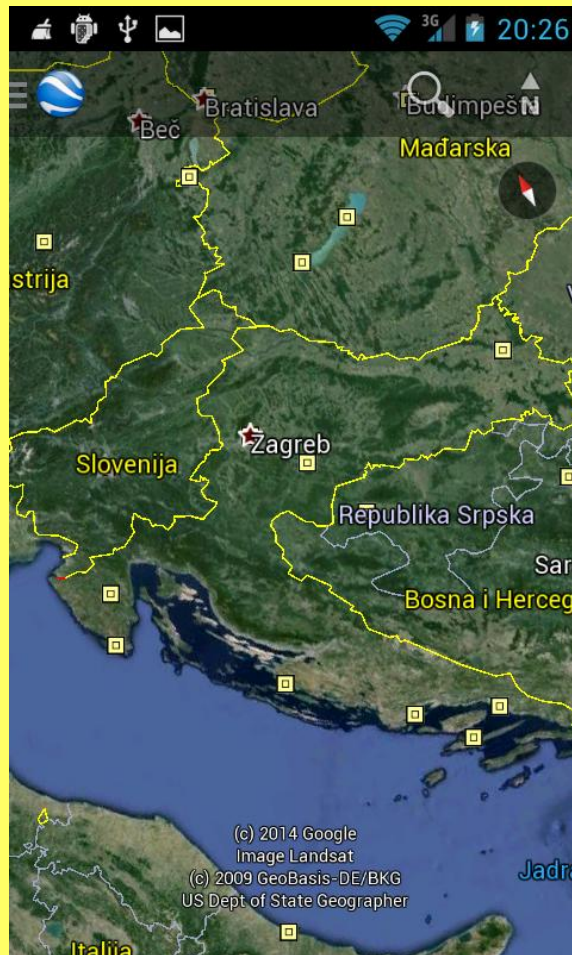 3G 20:26
Bratislava
Budimpešta
N
Beč
Mađarska
strija
V
Zagreb
Slovenija
Republika Srpska
Sar
Bosna i Herceg
(c) 2014 Google
Image Landsat
(c) 2009 GeoBasis-DE/BKG
US Dept of State Geographer
Jadra
Italija